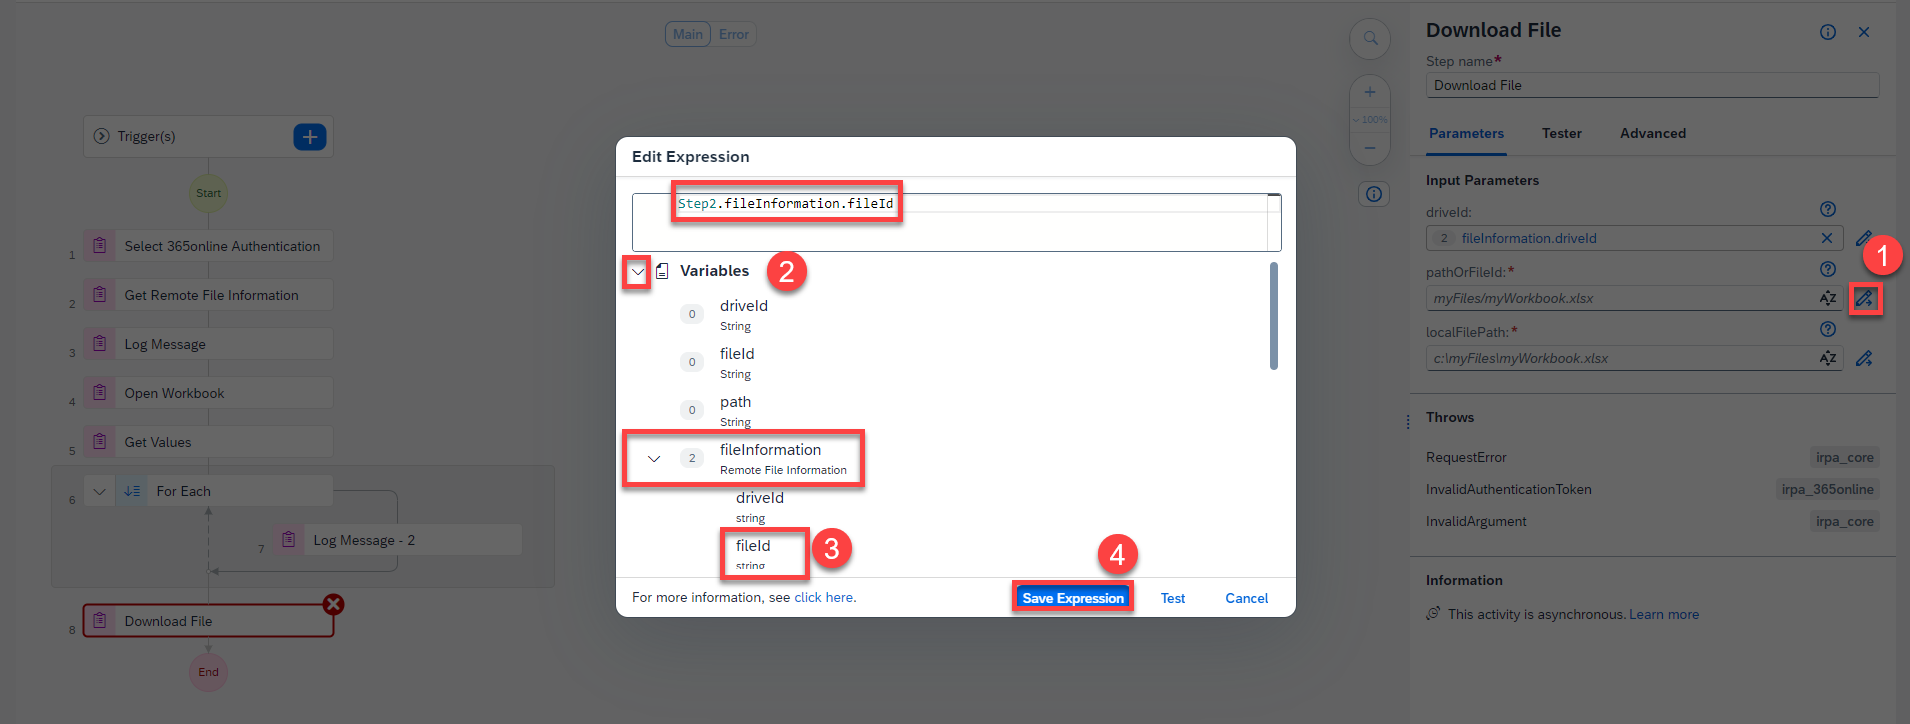 Main
Error
100%
Trigger(s)
Start
1
Select 365online Authentication
2
Get Remote File Information
3
Log Message
4
Open Workbook
5
Get Values
6
For Each
7
Log Message - 2
8
Download File
End
Edit Expression
Step2.fileInformation.fileId
Variables
2
0
driveId
String
0
fileId
String
0
path
String
2
fileInformation
Remote File Information
driveId
string
fileId
string
3
4
For more information, see click here.
Save Expression
Test
Cancel
Download File
Step name*
Download File
Parameters
Tester
Advanced
Input Parameters
driveId:
2 fileInformation.driveId
1
pathOrFileId:*
myFiles/myWorkbook.xlsx
AZ
localFilePath:*
c:\myFiles\myWorkbook.xlsx
AZ
Throws
RequestError irpa_core
InvalidAuthenticationToken irpa_365online
InvalidArgument irpa_core
Information
This activity is asynchronous. Learn more